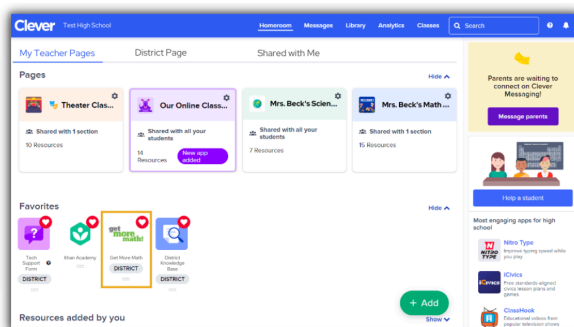 Clever Test High School Homeroom Messages Library Analytics Classes Search
My Teacher Pages District Page Shared with Me
Pages Hide
Theater Clas...
Shared with 1 section
10 Resources
Our Online Class...
Shared with all your
students
14
Resources
New app
added
Mrs. Beck's Scien...
Shared with all your
students
7 Resources
Mrs. Beck's Math ...
Shared with 1 section
15 Resources
Favorites Hide
?
Tech
Support
Form
DISTRICT
Khan Academy
get
more
math!
Get More Math
DISTRICT
District
Knowledge
Base
DISTRICT
+ Add
Resources added by you Show
Parents are waiting to
connect on Clever
Messaging!
Message parents
Help a student
Most engaging apps for high
school
NITRO
TYPE
Nitro Type
Improve typing speed while
you play
iCivics
iCivics
Free standards-aligned
civics lesson plans and
games
ClassHook
Educational videos from
popular television shows